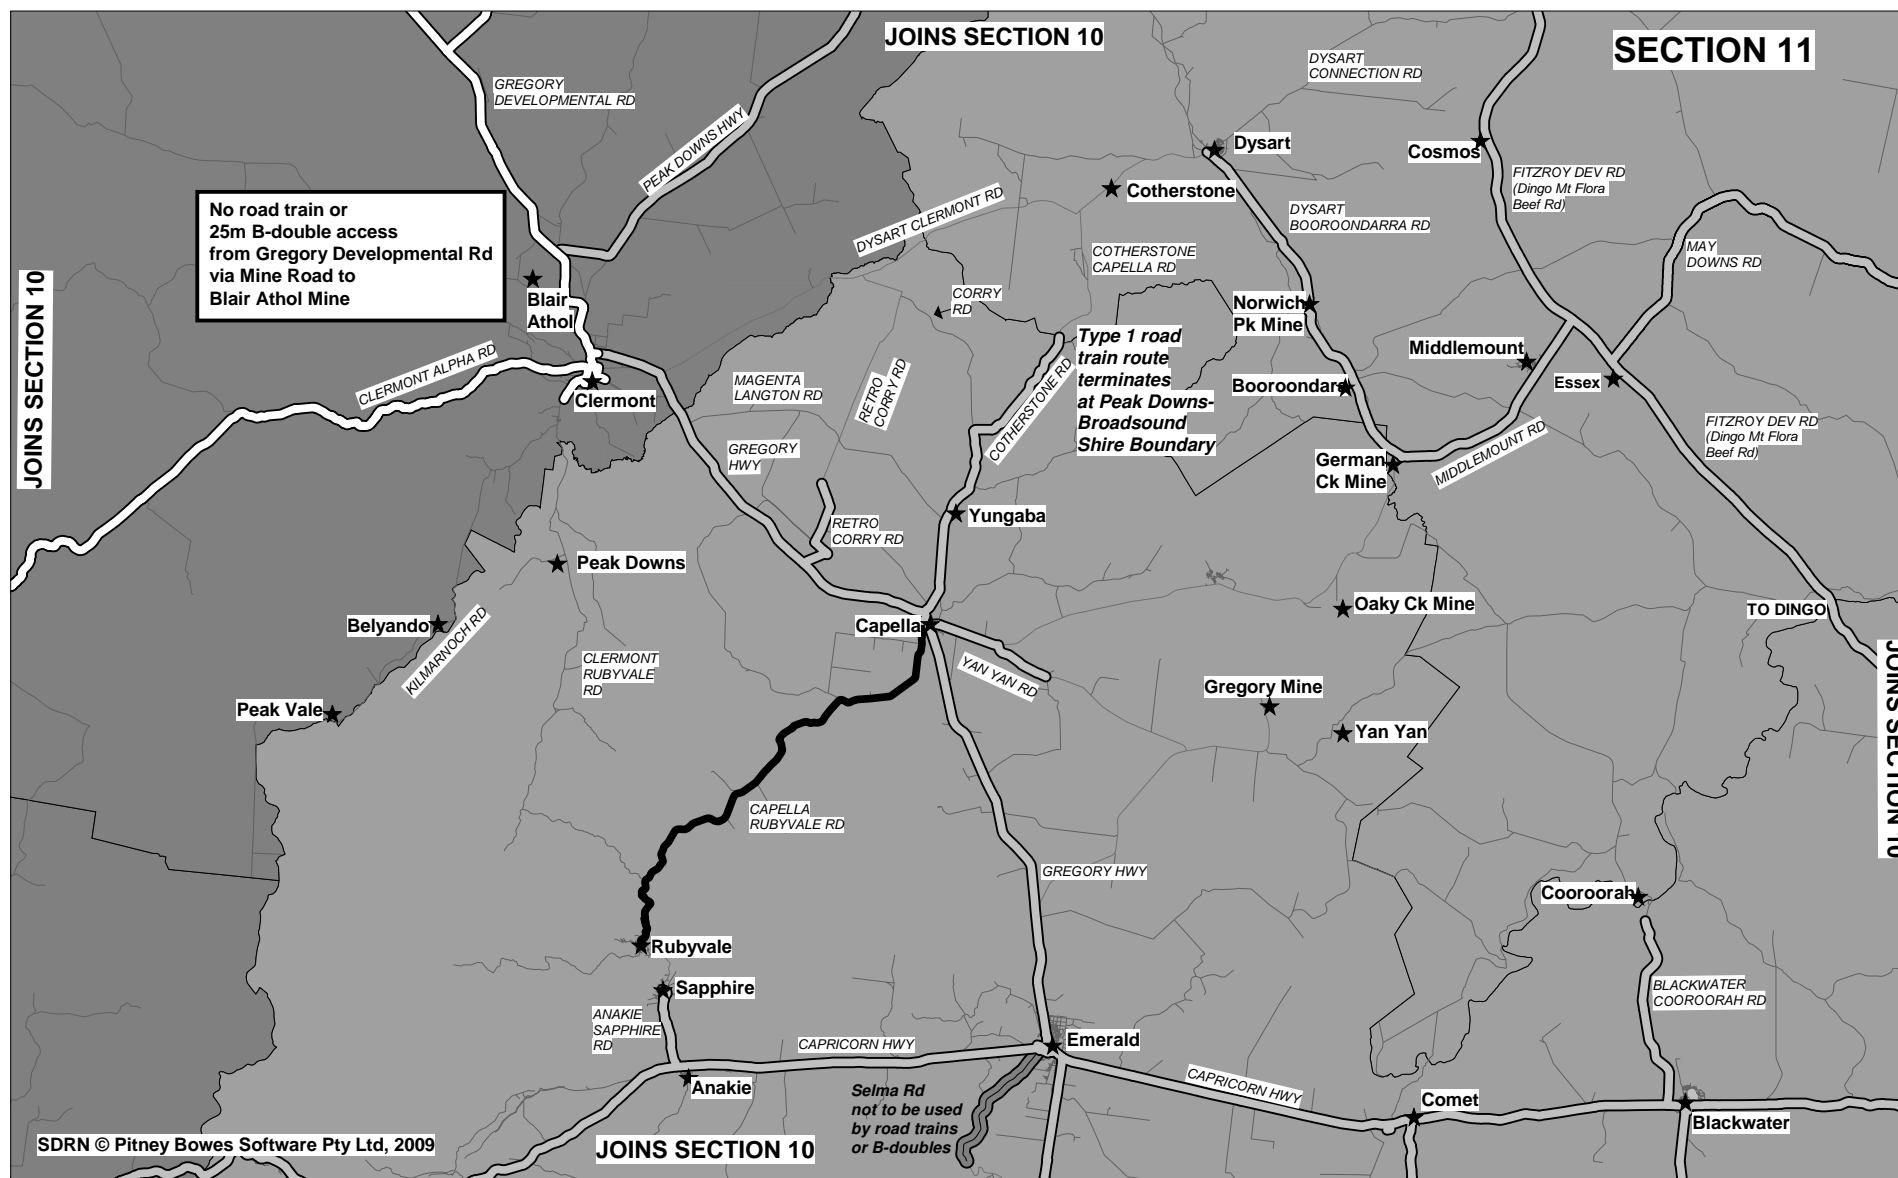 JOINS SECTION 10
SECTION 11
GREGORY
DEVELOPMENTAL RD
PEAK DOWNS HWY
DYSART
CONNECTION RD
Dysart
Cosmos
Cotherstone
FITZROY DEV RD
(Dingo Mt Flora
Beef Rd)
No road train or
25m B-double access
from Gregory Developmental Rd
via Mine Road to
Blair Athol Mine
DYSART CLERMONT RD
DYSART
BOOROONDARRA RD
COTHERSTONE
CAPELLA RD
MAY
DOWNS RD
JOINS SECTION 10
Blair
Athol
CORRY
RD
Norwich
Pk Mine
Type 1 road
train route
terminates
at Peak Downs-
Broadsound
Shire Boundary
CLERMONT ALPHA RD
Clermont
MAGENTA
LANGTON RD
RETRO
CORRY RD
COTHERSTONE RD
Middlemount
Booroondara
Essex
GREGORY
HWY
German
Ck Mine
MIDDLEMOUNT RD
FITZROY DEV RD
(Dingo Mt Flora
Beef Rd)
RETRO
CORRY RD
Yungaba
Peak Downs
Belyando
KILMARNOCH RD
Capella
Oaky Ck Mine
TO DINGO
CLERMONT
RUBYVALE
RD
YAN YAN RD
Peak Vale
Gregory Mine
Yan Yan
JOINS SECTION 10
CAPELLA
RUBYVALE RD
GREGORY HWY
Cooroorah
Rubyvale
Sapphire
BLACKWATER
COOROORAH RD
ANAKIE
SAPPHIRE
RD
CAPRICORN HWY
Emerald
Anakie
Selma Rd
not to be used
by road trains
or B-doubles
CAPRICORN HWY
Comet
Blackwater
SDRN © Pitney Bowes Software Pty Ltd, 2009
JOINS SECTION 10